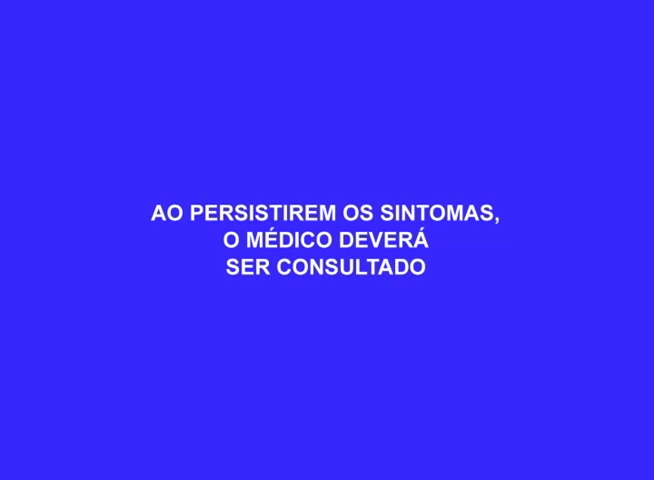 AO PERSISTIREM OS SINTOMAS,
O MÉDICO DEVERÁ
SER CONSULTADO